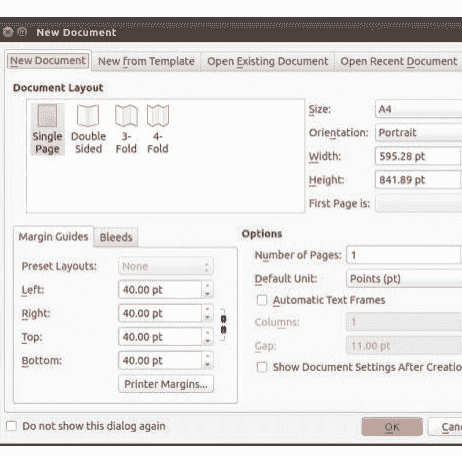 New Document
New Document New from Template Open Existing Document Open Recent Document
Document Layout
Single Page
Double Sided
3-Fold
4-Fold
Size: A4
Orientation: Portrait
Width: 595.28 pt
Height: 841.89 pt
First Page is:
Margin Guides Bleeds
Preset Layouts: None
Left: 40.00 pt
Right: 40.00 pt
Top: 40.00 pt
Bottom: 40.00 pt
Printer Margins...
Options
Number of Pages: 1
Default Unit: Points (pt)
Automatic Text Frames
Columns: 1
Gap: 11.00 pt
Show Document Settings After Creatio
Do not show this dialog again
OK
Canc